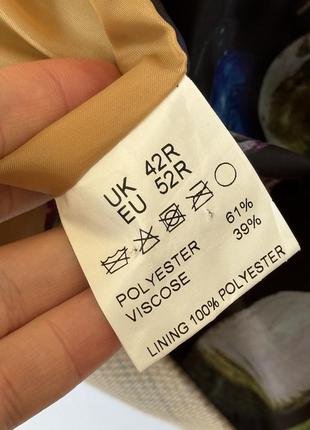 UK 42R
EU 52R
POLYESTER 61%
VISCOSE 39%
LINING 100% POLYESTER